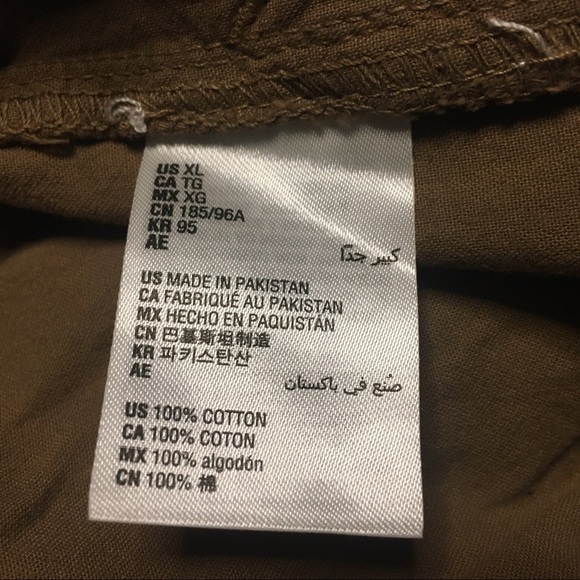 US XL
CA TG
MX XG
CN 185/96A
KR 95
AE كبير جدًا
US MADE IN PAKISTAN
CA FABRIQUÉ AU PAKISTAN
MX HECHO EN PAQUISTÁN
CN 巴基斯坦制造
KR 파키스탄산
AE صُنع في باكستان
US 100% COTTON
CA 100% COTON
MX 100% algodón
CN 100% 棉